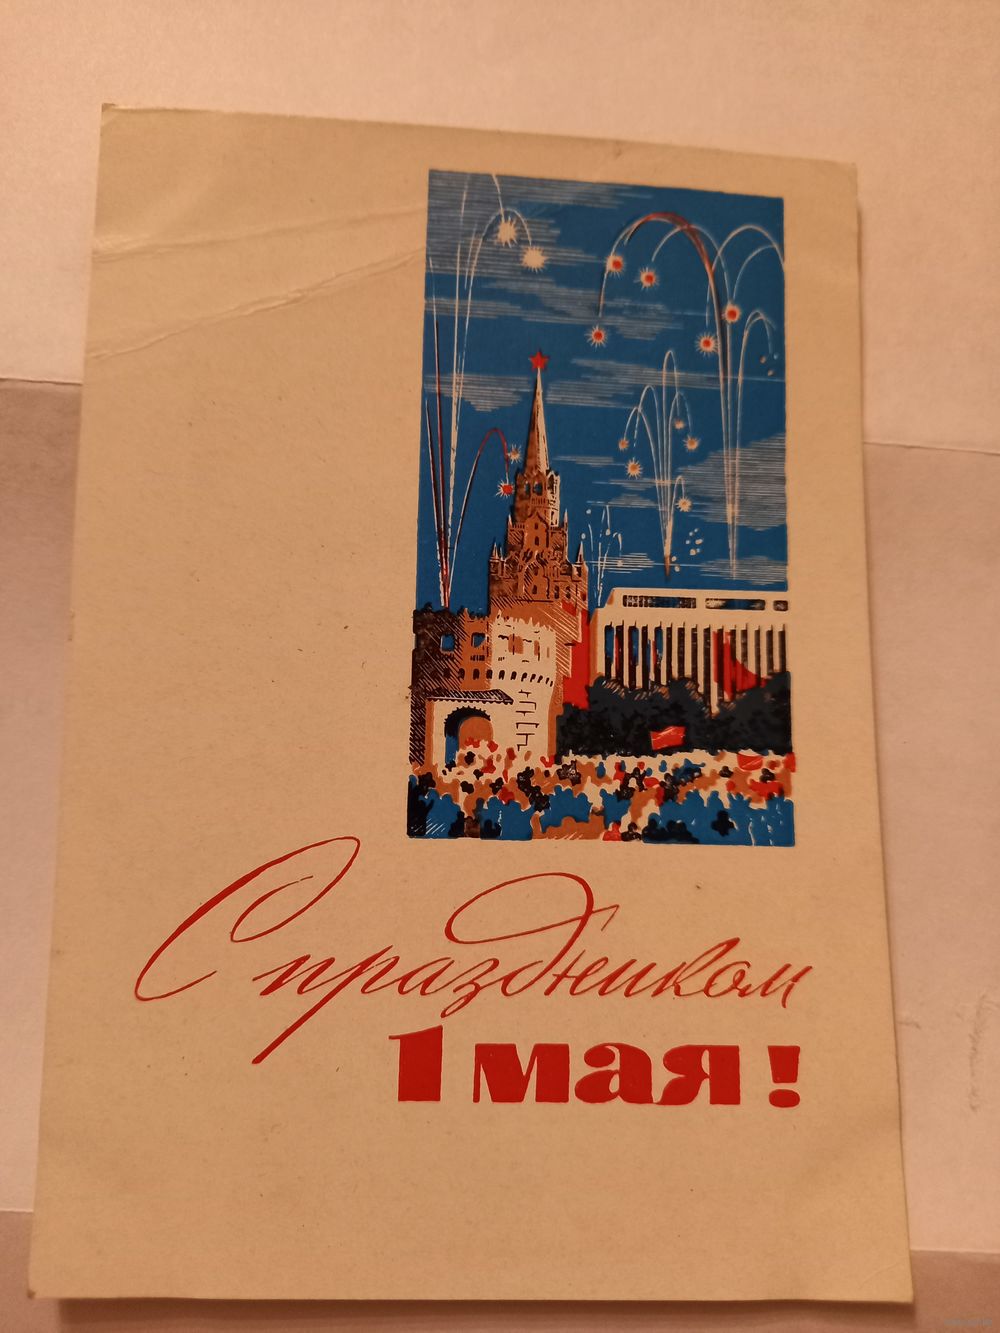 С праздником
1 мая!